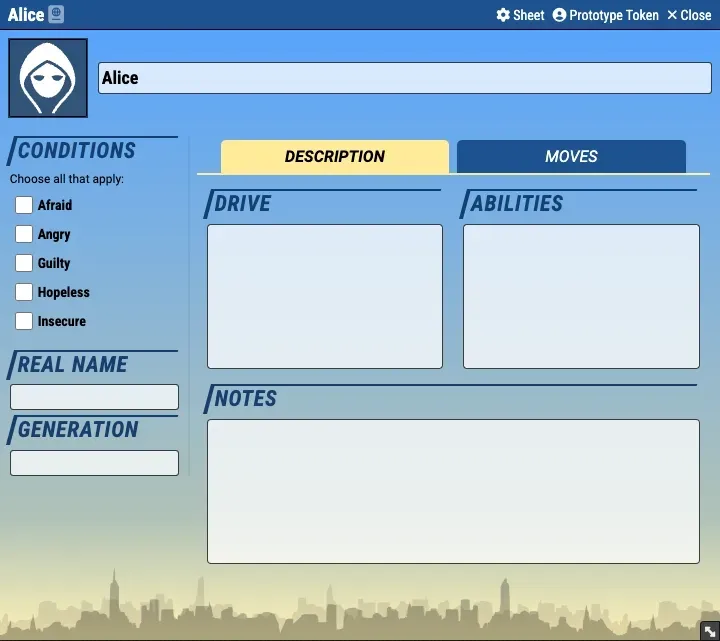 Alice
Sheet Prototype Token Close
Alice
CONDITIONS
Choose all that apply:
Afraid
Angry
Guilty
Hopeless
Insecure
REAL NAME
GENERATION
DESCRIPTION MOVES
DRIVE ABILITIES
NOTES